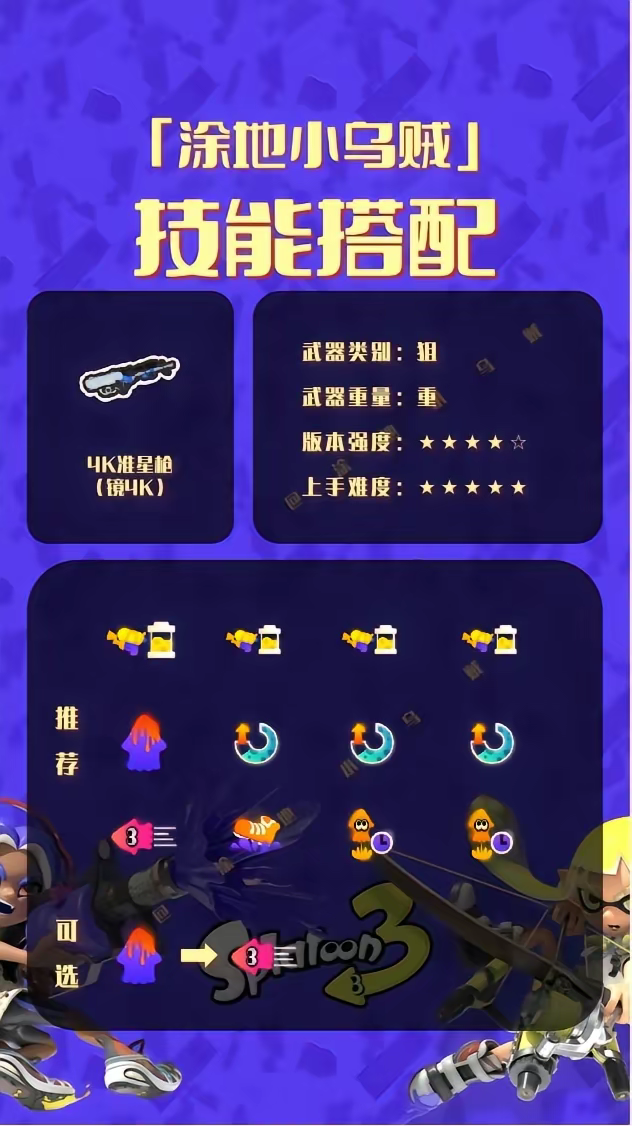 「涂地小乌贼」
技能搭配
4K准星枪
(镜4K)
武器类别：狙
武器重量：重
版本强度：★★★★☆
上手难度：★★★★★
推荐
可选
Splatoon 3